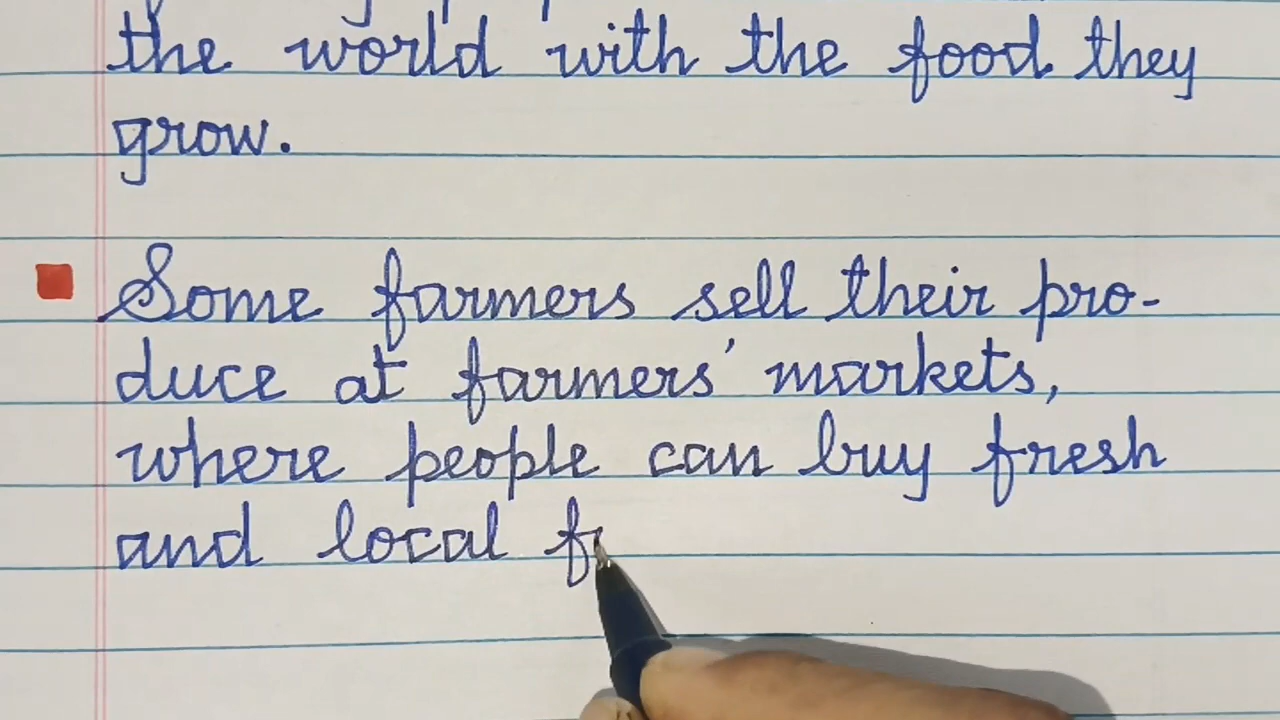 the world with the food they
grow.
Some farmers sell their pro-
duce at farmers' markets,
where people can buy fresh
and local f